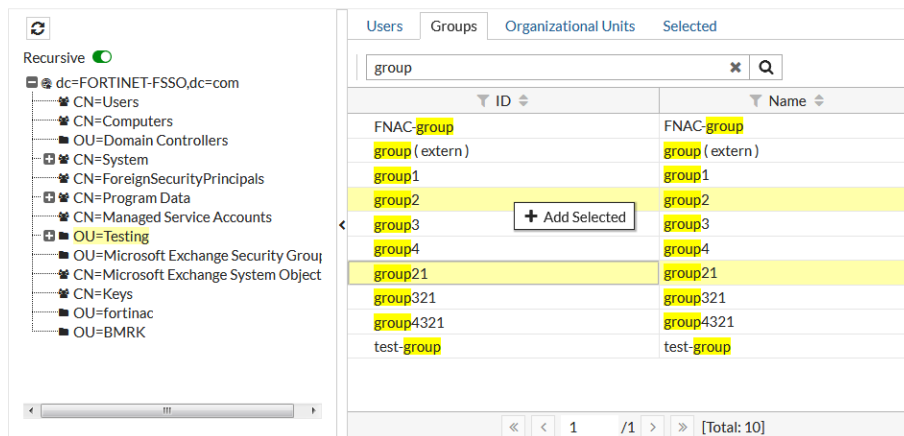 Recursive
dc=FORTINET-FSSO,dc=com
CN=Users
CN=Computers
OU=Domain Controllers
CN=System
CN=ForeignSecurityPrincipals
CN=Program Data
CN=Managed Service Accounts
OU=Testing
OU=Microsoft Exchange Security Group
CN=Microsoft Exchange System Object
CN=Keys
OU=fortinac
OU=BMRK
Users Groups Organizational Units Selected
group
ID Name
FNAC-group FNAC-group
group ( extern ) group ( extern )
group1 group1
group2 group2
+ Add Selected
group3 group3
group4 group4
group21 group21
group321 group321
group4321 group4321
test-group test-group
« < 1 /1 > » [Total: 10]